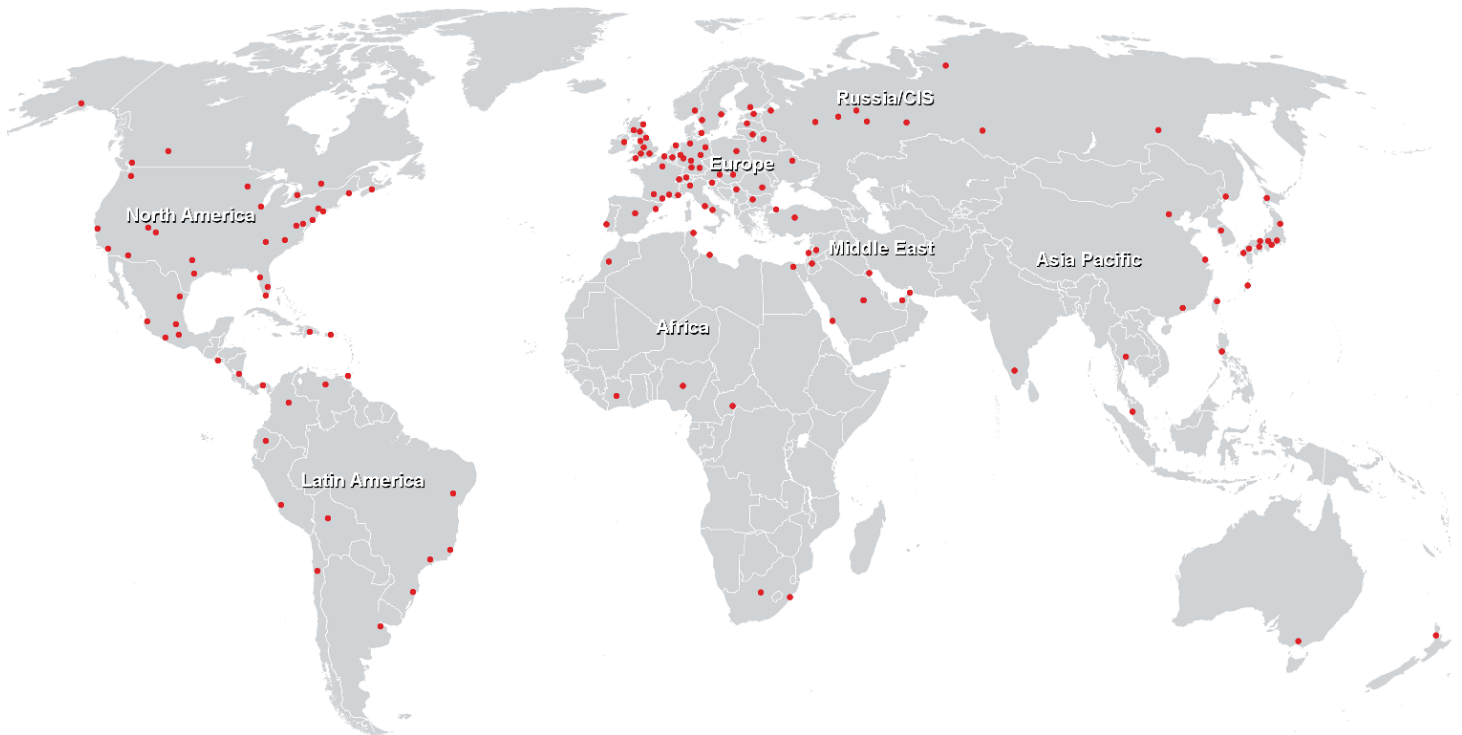 Russia/CIS
Europe
North America
Middle East
Asia Pacific
Africa
Latin America